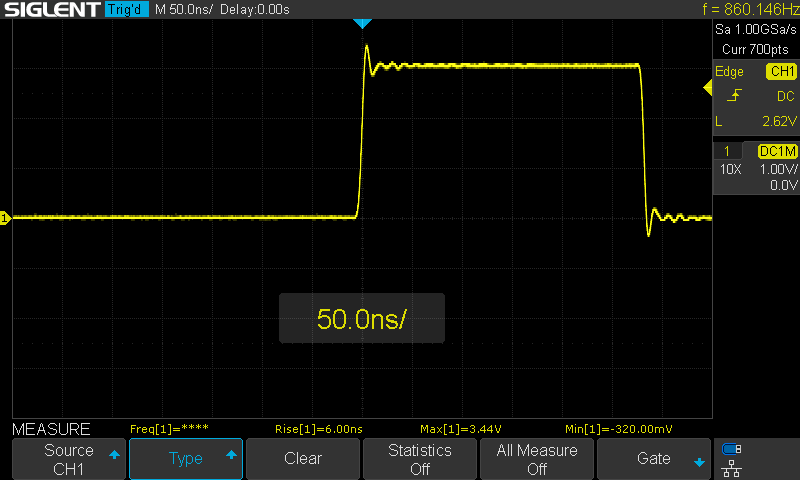 SIGLENT Trig'd M 50.0ns/ Delay:0.00s f = 860.146Hz
Sa 1.00GSa/s
Curr 700pts
Edge CH1
DC
L 2.62V
1 DC1M
10X 1.00V/
0.0V
1
50.0ns/
MEASURE Freq[1]=**** Rise[1]=6.00ns Max[1]=3.44V Min[1]=-320.00mV
Source
CH1
Type
Clear
Statistics
Off
All Measure
Off
Gate